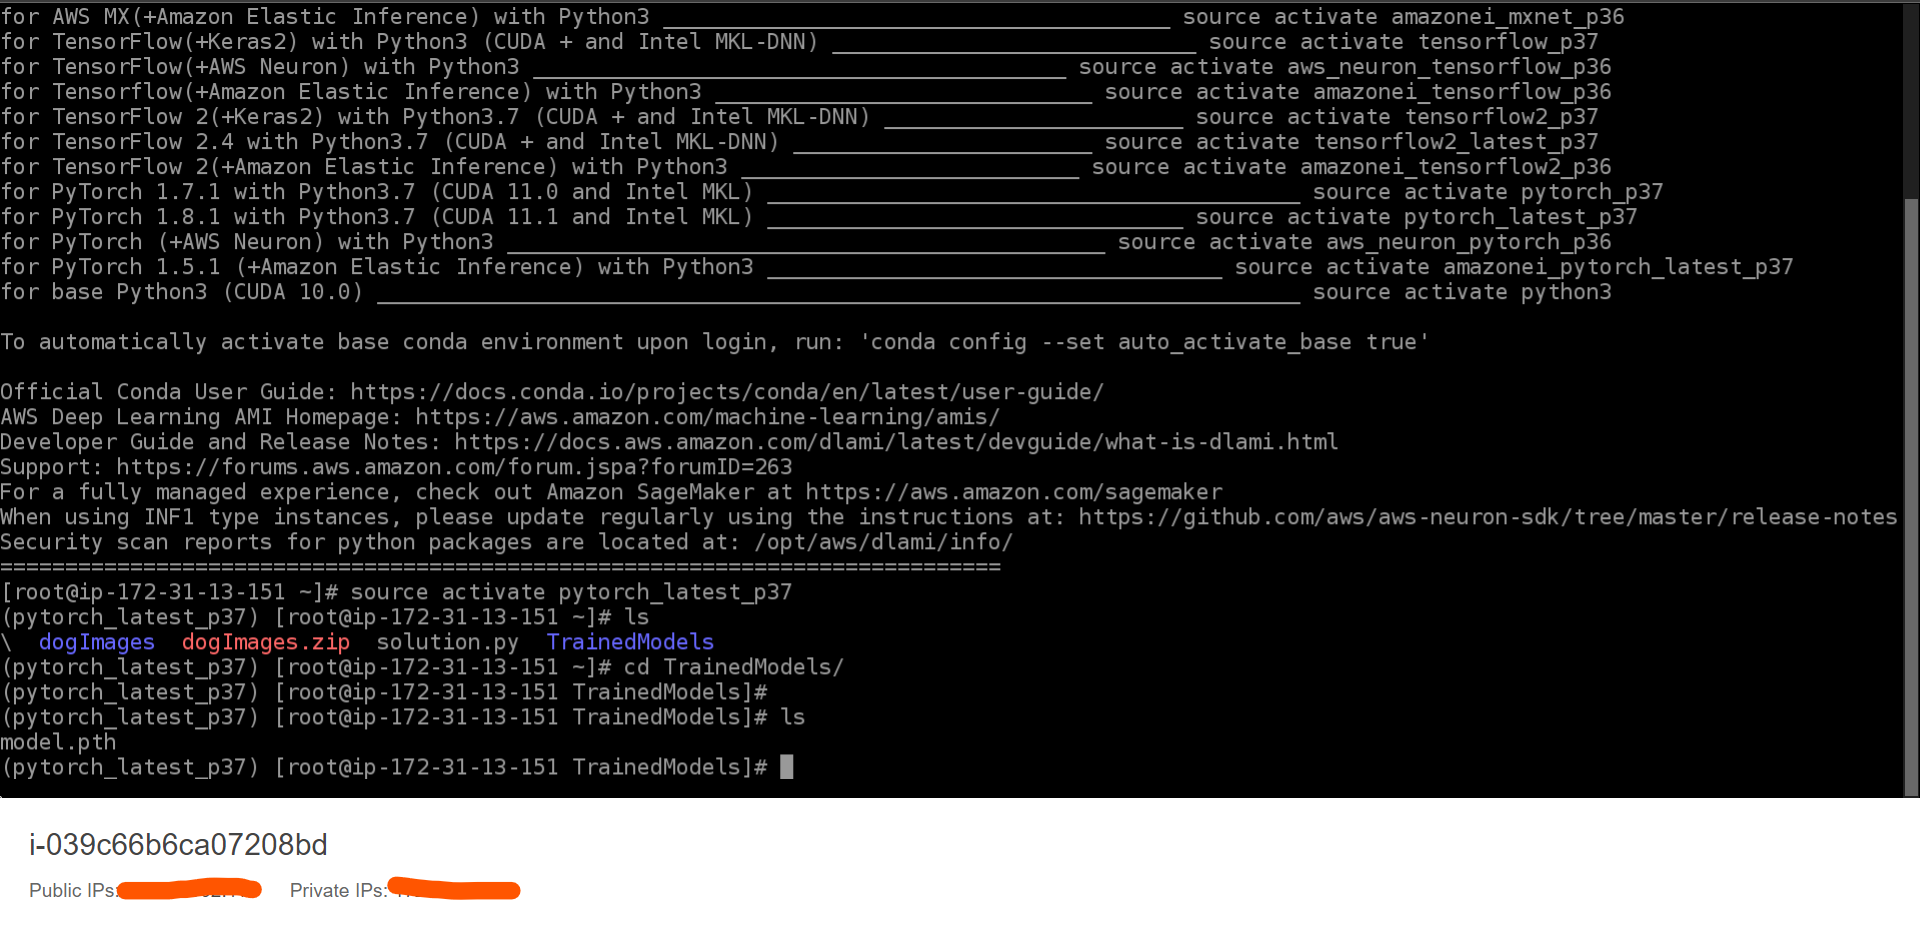 for AWS MX(+Amazon Elastic Inference) with Python3 _______________________________________ source activate amazonei_mxnet_p36
for TensorFlow(+Keras2) with Python3 (CUDA + and Intel MKL-DNN) ____________________________ source activate tensorflow_p37
for TensorFlow(+AWS Neuron) with Python3 _________________________________________ source activate aws_neuron_tensorflow_p36
for Tensorflow(+Amazon Elastic Inference) with Python3 _____________________________ source activate amazonei_tensorflow_p36
for TensorFlow 2(+Keras2) with Python3.7 (CUDA + and Intel MKL-DNN) _______________________ source activate tensorflow2_p37
for TensorFlow 2.4 with Python3.7 (CUDA + and Intel MKL-DNN) _______________________ source activate tensorflow2_latest_p37
for TensorFlow 2(+Amazon Elastic Inference) with Python3 __________________________ source activate amazonei_tensorflow2_p36
for PyTorch 1.7.1 with Python3.7 (CUDA 11.0 and Intel MKL) _________________________________________ source activate pytorch_p37
for PyTorch 1.8.1 with Python3.7 (CUDA 11.1 and Intel MKL) ________________________________ source activate pytorch_latest_p37
for PyTorch (+AWS Neuron) with Python3 ______________________________________________ source activate aws_neuron_pytorch_p36
for PyTorch 1.5.1 (+Amazon Elastic Inference) with Python3 ___________________________________ source activate amazonei_pytorch_latest_p37
for base Python3 (CUDA 10.0) _______________________________________________________________________ source activate python3
To automatically activate base conda environment upon login, run: 'conda config --set auto_activate_base true'
Official Conda User Guide: https://docs.conda.io/projects/conda/en/latest/user-guide/
AWS Deep Learning AMI Homepage: https://aws.amazon.com/machine-learning/amis/
Developer Guide and Release Notes: https://docs.aws.amazon.com/dlami/latest/devguide/what-is-dlami.html
Support: https://forums.aws.amazon.com/forum.jspa?forumID=263
For a fully managed experience, check out Amazon SageMaker at https://aws.amazon.com/sagemaker
When using INF1 type instances, please update regularly using the instructions at: https://github.com/aws/aws-neuron-sdk/tree/master/release-notes
Security scan reports for python packages are located at: /opt/aws/dlami/info/
=============================================================================
[root@ip-172-31-13-151 ~]# source activate pytorch_latest_p37
(pytorch_latest_p37) [root@ip-172-31-13-151 ~]# ls
\  dogImages  dogImages.zip  solution.py  TrainedModels
(pytorch_latest_p37) [root@ip-172-31-13-151 ~]# cd TrainedModels/
(pytorch_latest_p37) [root@ip-172-31-13-151 TrainedModels]#
(pytorch_latest_p37) [root@ip-172-31-13-151 TrainedModels]# ls
model.pth
(pytorch_latest_p37) [root@ip-172-31-13-151 TrainedModels]#
i-039c66b6ca07208bd
Public IPs: Private IPs: